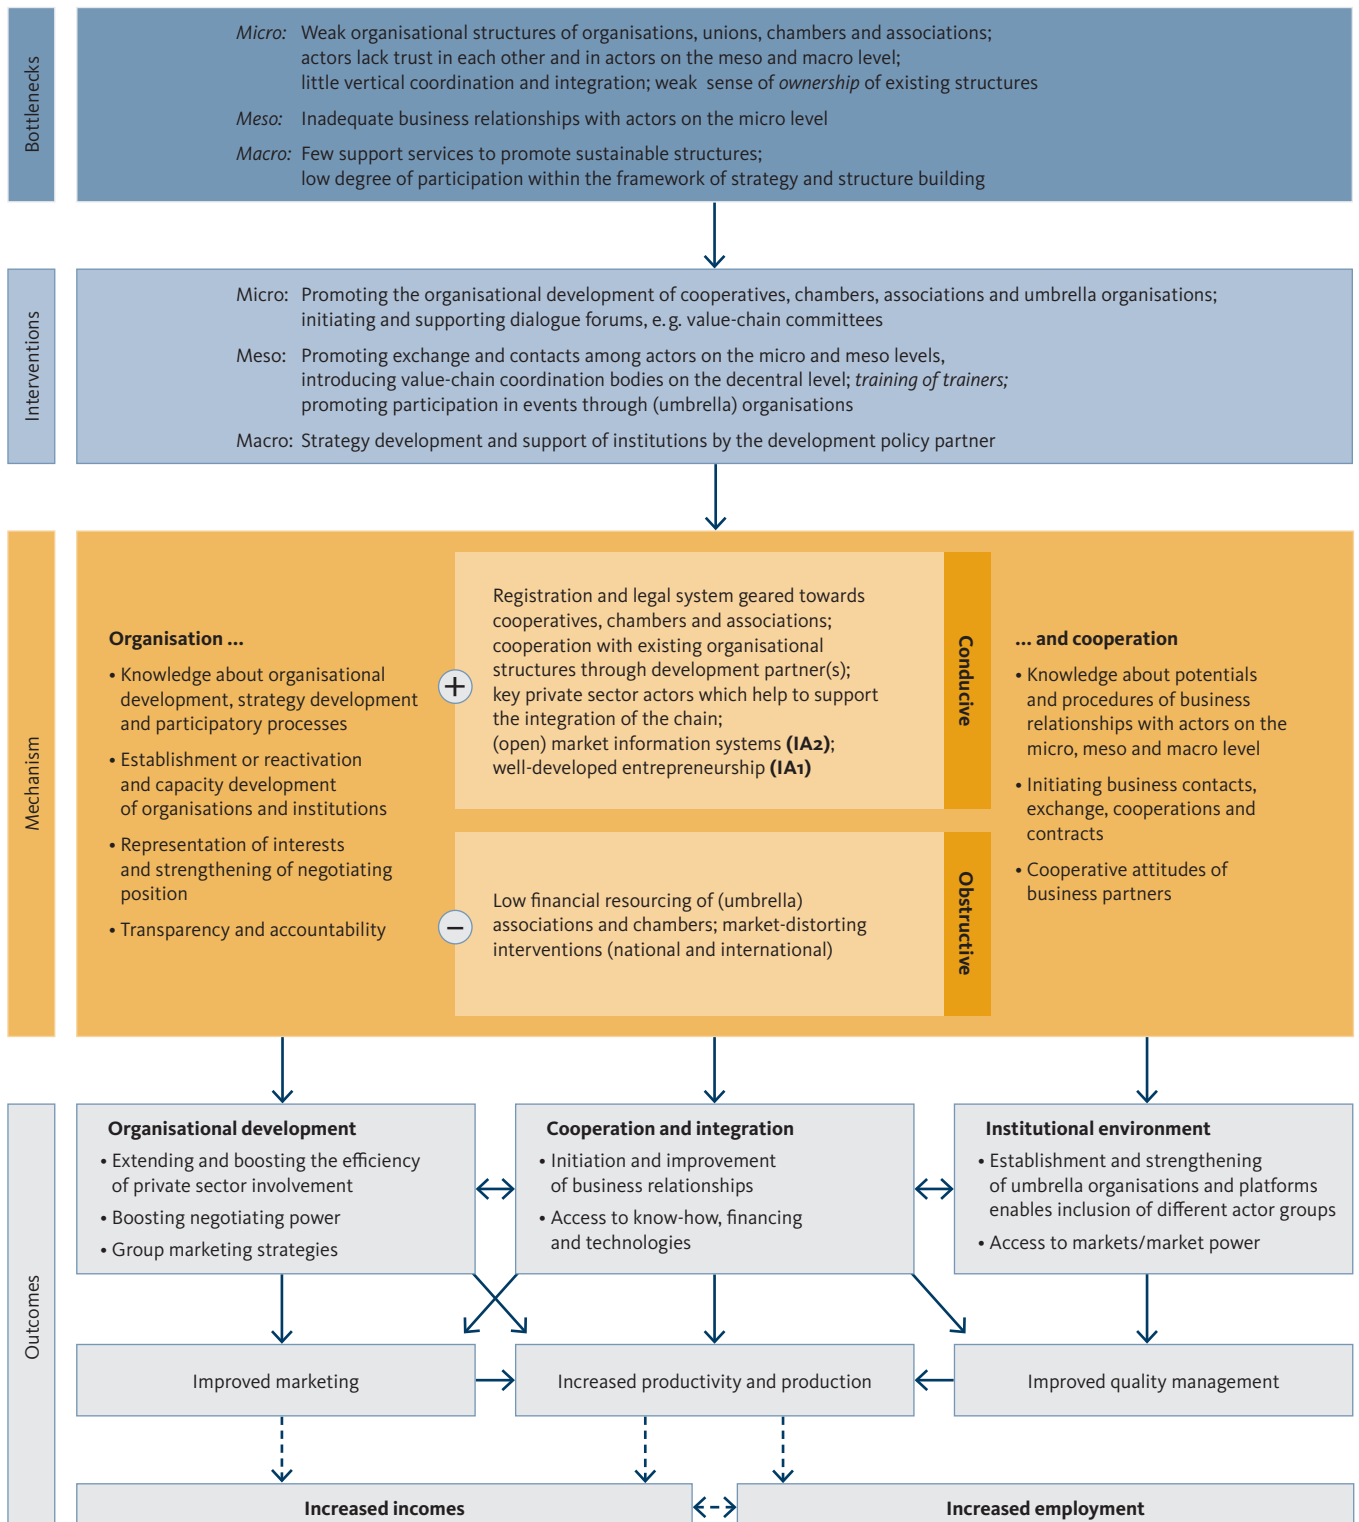 Bottlenecks
Micro: Weak organisational structures of organisations, unions, chambers and associations;
actors lack trust in each other and in actors on the meso and macro level;
little vertical coordination and integration; weak sense of ownership of existing structures
Meso: Inadequate business relationships with actors on the micro level
Macro: Few support services to promote sustainable structures;
low degree of participation within the framework of strategy and structure building
Interventions
Micro: Promoting the organisational development of cooperatives, chambers, associations and umbrella organisations;
initiating and supporting dialogue forums, e. g. value-chain committees
Meso: Promoting exchange and contacts among actors on the micro and meso levels,
introducing value-chain coordination bodies on the decentral level; training of trainers;
promoting participation in events through (umbrella) organisations
Macro: Strategy development and support of institutions by the development policy partner
Mechanism
Organisation ...
• Knowledge about organisational
development, strategy development
and participatory processes
• Establishment or reactivation
and capacity development
of organisations and institutions
• Representation of interests
and strengthening of negotiating
position
• Transparency and accountability
+
Registration and legal system geared towards
cooperatives, chambers and associations;
cooperation with existing organisational
structures through development partner(s);
key private sector actors which help to support
the integration of the chain;
(open) market information systems (IA2);
well-developed entrepreneurship (IA1)
Conducive
−
Low financial resourcing of (umbrella)
associations and chambers; market-distorting
interventions (national and international)
Obstructive
... and cooperation
• Knowledge about potentials
and procedures of business
relationships with actors on the
micro, meso and macro level
• Initiating business contacts,
exchange, cooperations and
contracts
• Cooperative attitudes of
business partners
Outcomes
Organisational development
• Extending and boosting the efficiency
of private sector involvement
• Boosting negotiating power
• Group marketing strategies
Cooperation and integration
• Initiation and improvement
of business relationships
• Access to know-how, financing
and technologies
Institutional environment
• Establishment and strengthening
of umbrella organisations and platforms
enables inclusion of different actor groups
• Access to markets/market power
Improved marketing
Increased productivity and production
Improved quality management
Increased incomes
Increased employment